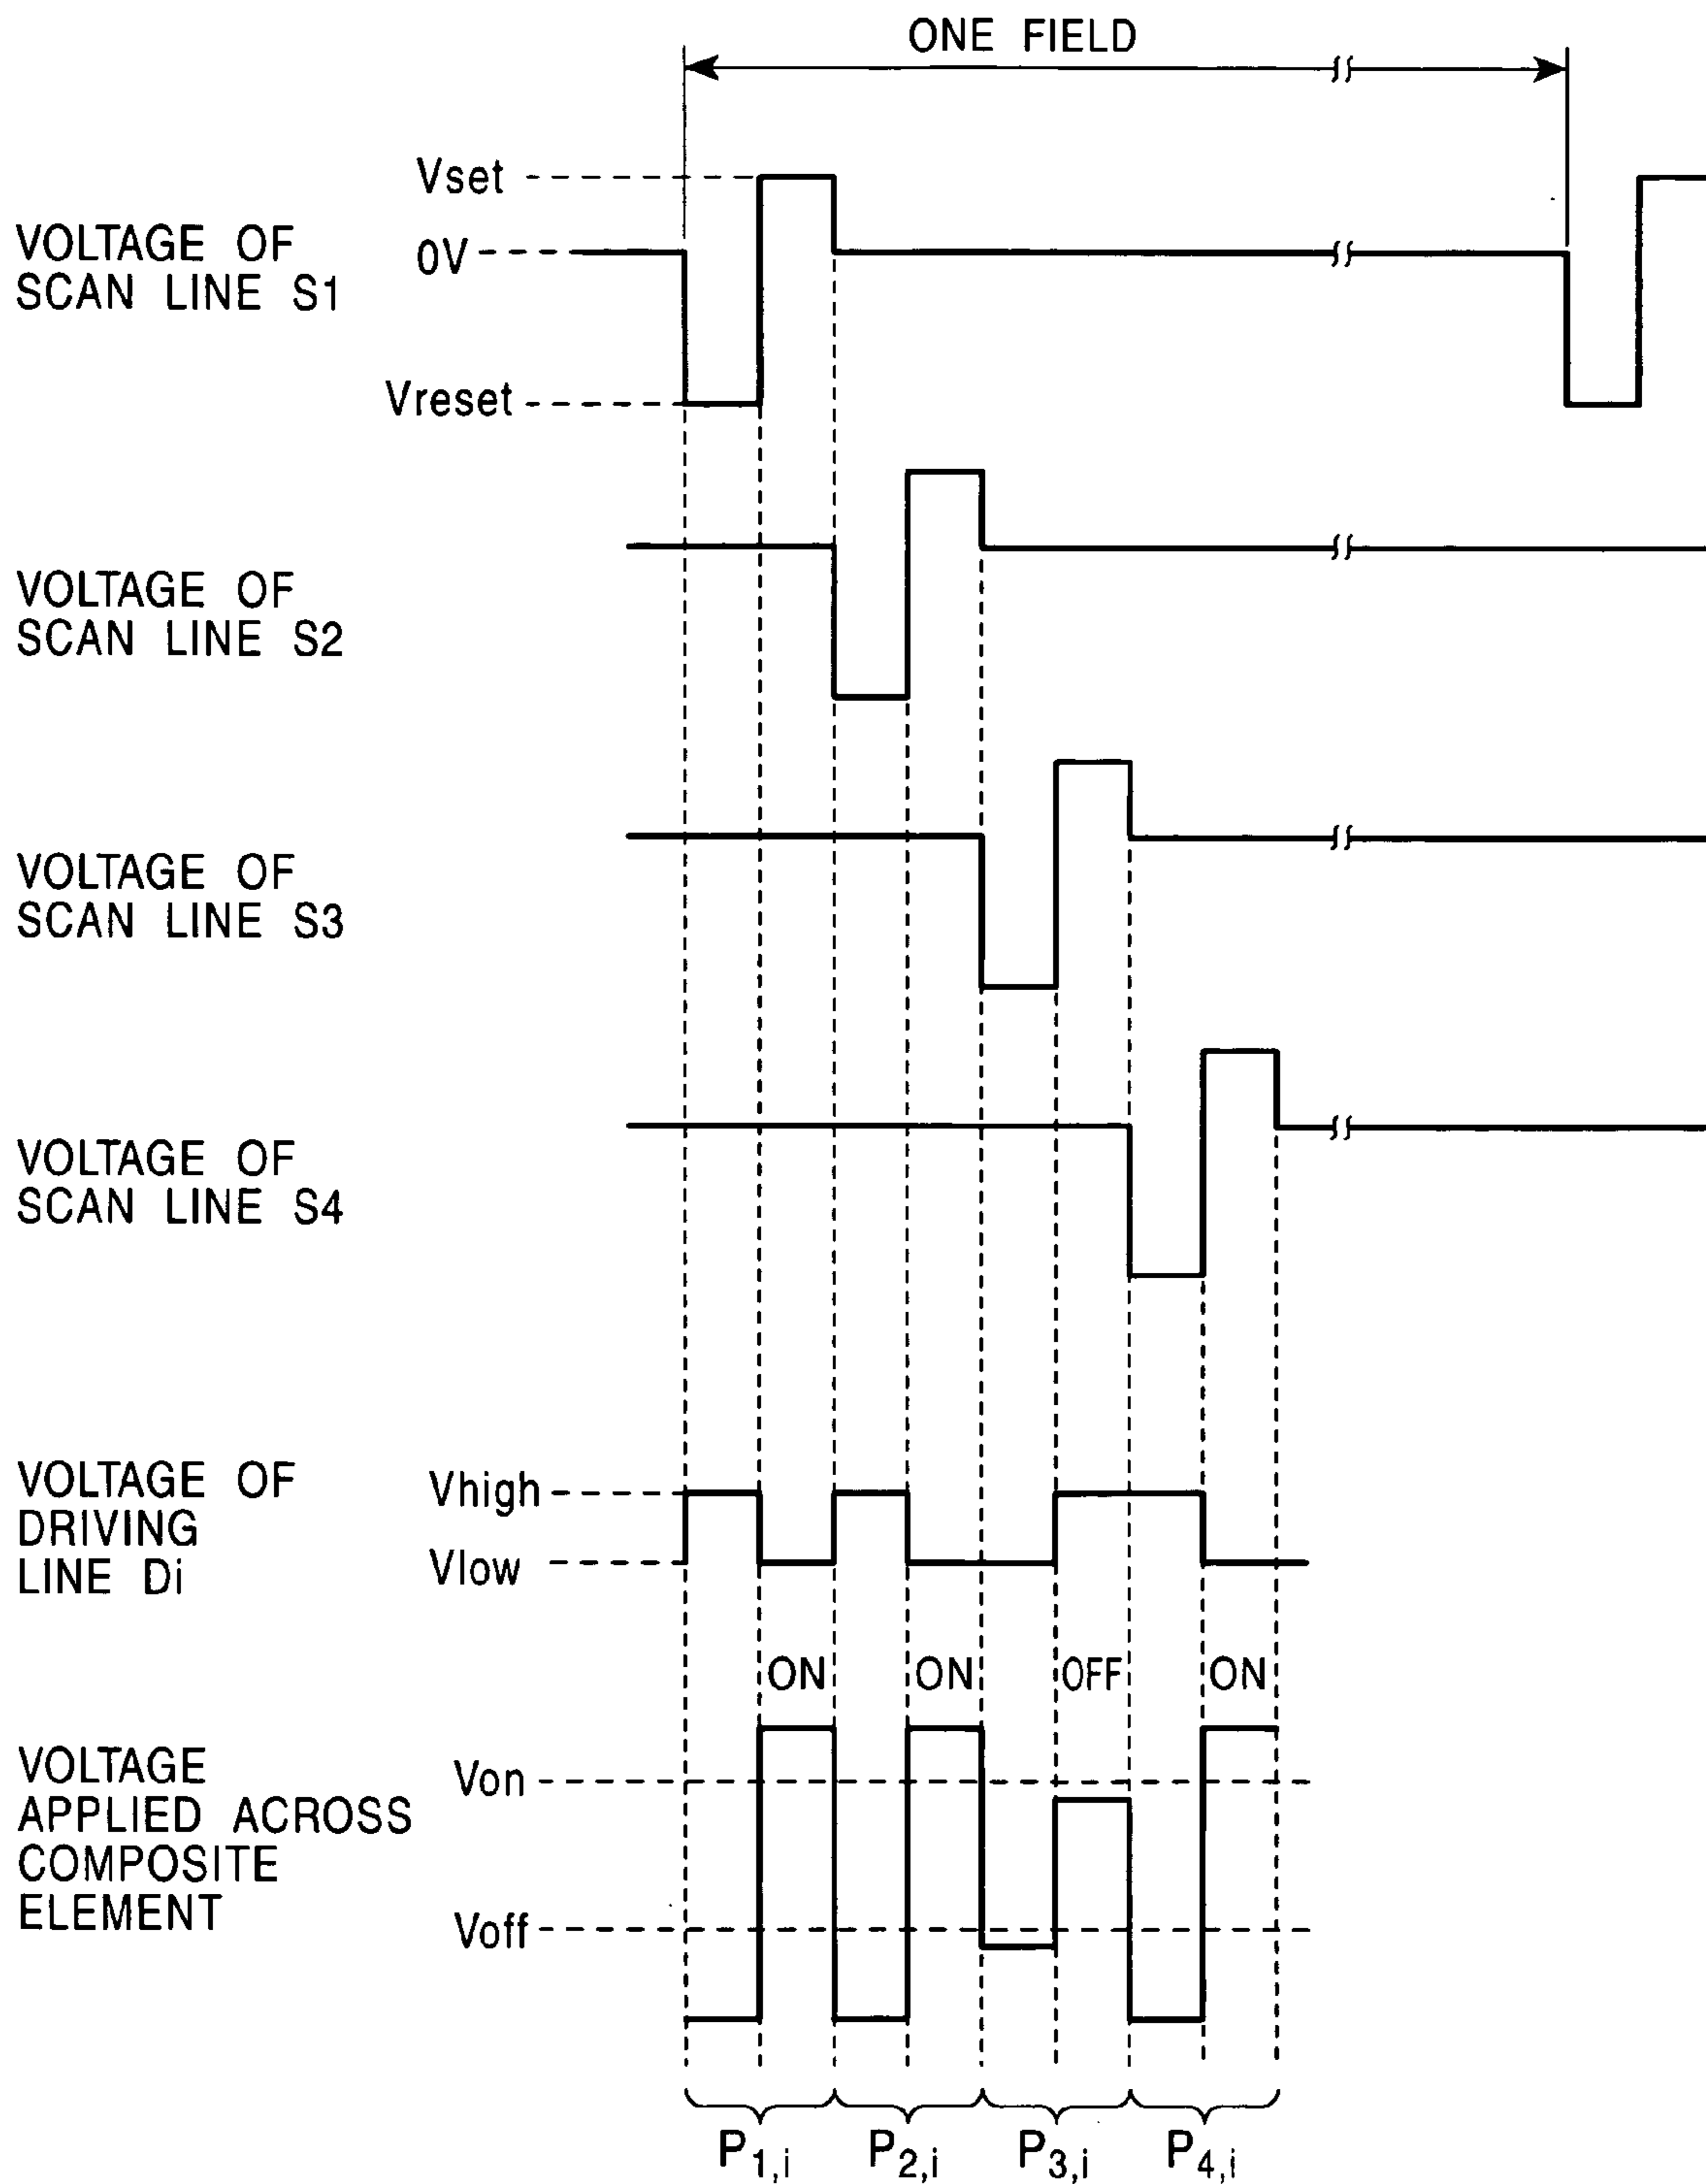 ONE FIELD
Vset
VOLTAGE OF
SCAN LINE S1
0V
Vreset
VOLTAGE OF
SCAN LINE S2
VOLTAGE OF
SCAN LINE S3
VOLTAGE OF
SCAN LINE S4
VOLTAGE OF
DRIVING
LINE Di
Vhigh
Vlow
ON ON OFF ON
VOLTAGE
APPLIED ACROSS
COMPOSITE
ELEMENT
Von
Voff
P1,i P2,i P3,i P4,i